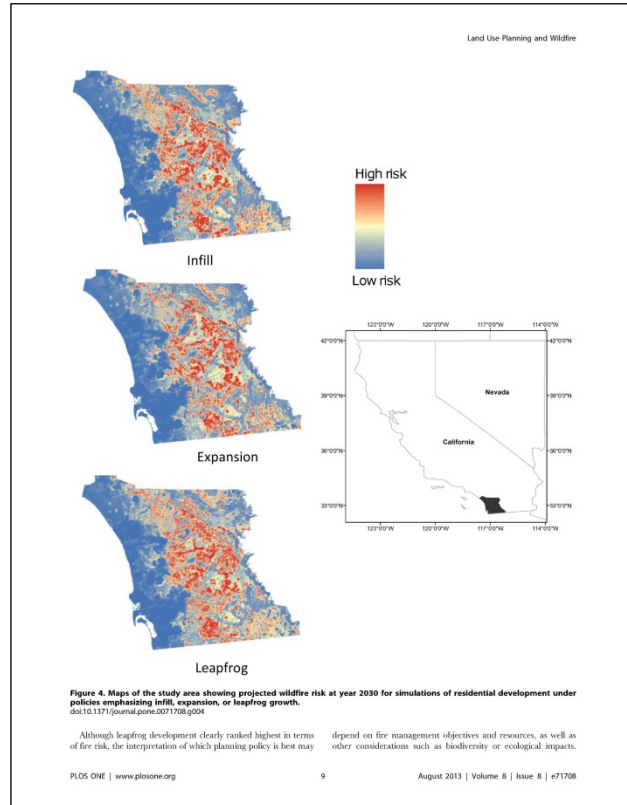 Land Use Planning and Wildfire
Infill
High risk
Low risk
Expansion
123°0'0"W 120°0'0"W 117°0'0"W 114°0'0"W
42°0'0"N 42°0'0"N
Nevada
39°0'0"N 39°0'0"N
California
36°0'0"N 36°0'0"N
33°0'0"N 33°0'0"N
123°0'0"W 120°0'0"W 117°0'0"W 114°0'0"W
Leapfrog
Figure 4. Maps of the study area showing projected wildfire risk at year 2030 for simulations of residential development under
policies emphasizing infill, expansion, or leapfrog growth.
doi:10.1371/journal.pone.0071708.g004
Although leapfrog development clearly ranked highest in terms
of fire risk, the interpretation of which planning policy is best may
depend on fire management objectives and resources, as well as
other considerations such as biodiversity or ecological impacts.
PLOS ONE | www.plosone.org 9 August 2013 | Volume 8 | Issue 8 | e71708